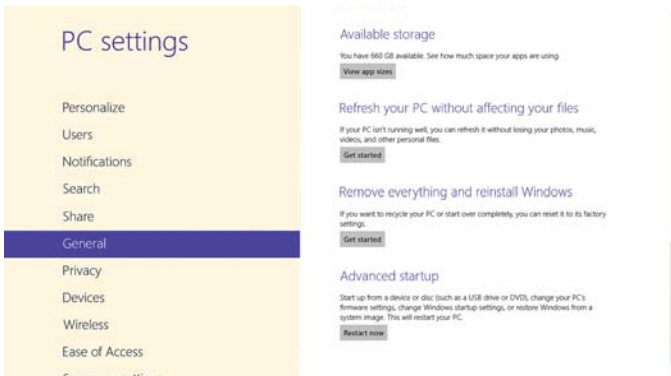 PC settings
Personalize
Users
Notifications
Search
Share
General
Privacy
Devices
Wireless
Ease of Access
Available storage
You have 660 GB available. See how much space your apps are using.
View app sizes
Refresh your PC without affecting your files
If your PC isn't running well, you can refresh it without losing your photos, music,
videos, and other personal files.
Get started
Remove everything and reinstall Windows
If you want to recycle your PC or start over completely, you can reset it to its factory
settings.
Get started
Advanced startup
Start up from a device or disc (such as a USB drive or DVD), change your PC's
firmware settings, change Windows startup settings, or restore Windows from a
system image. This will restart your PC.
Restart now